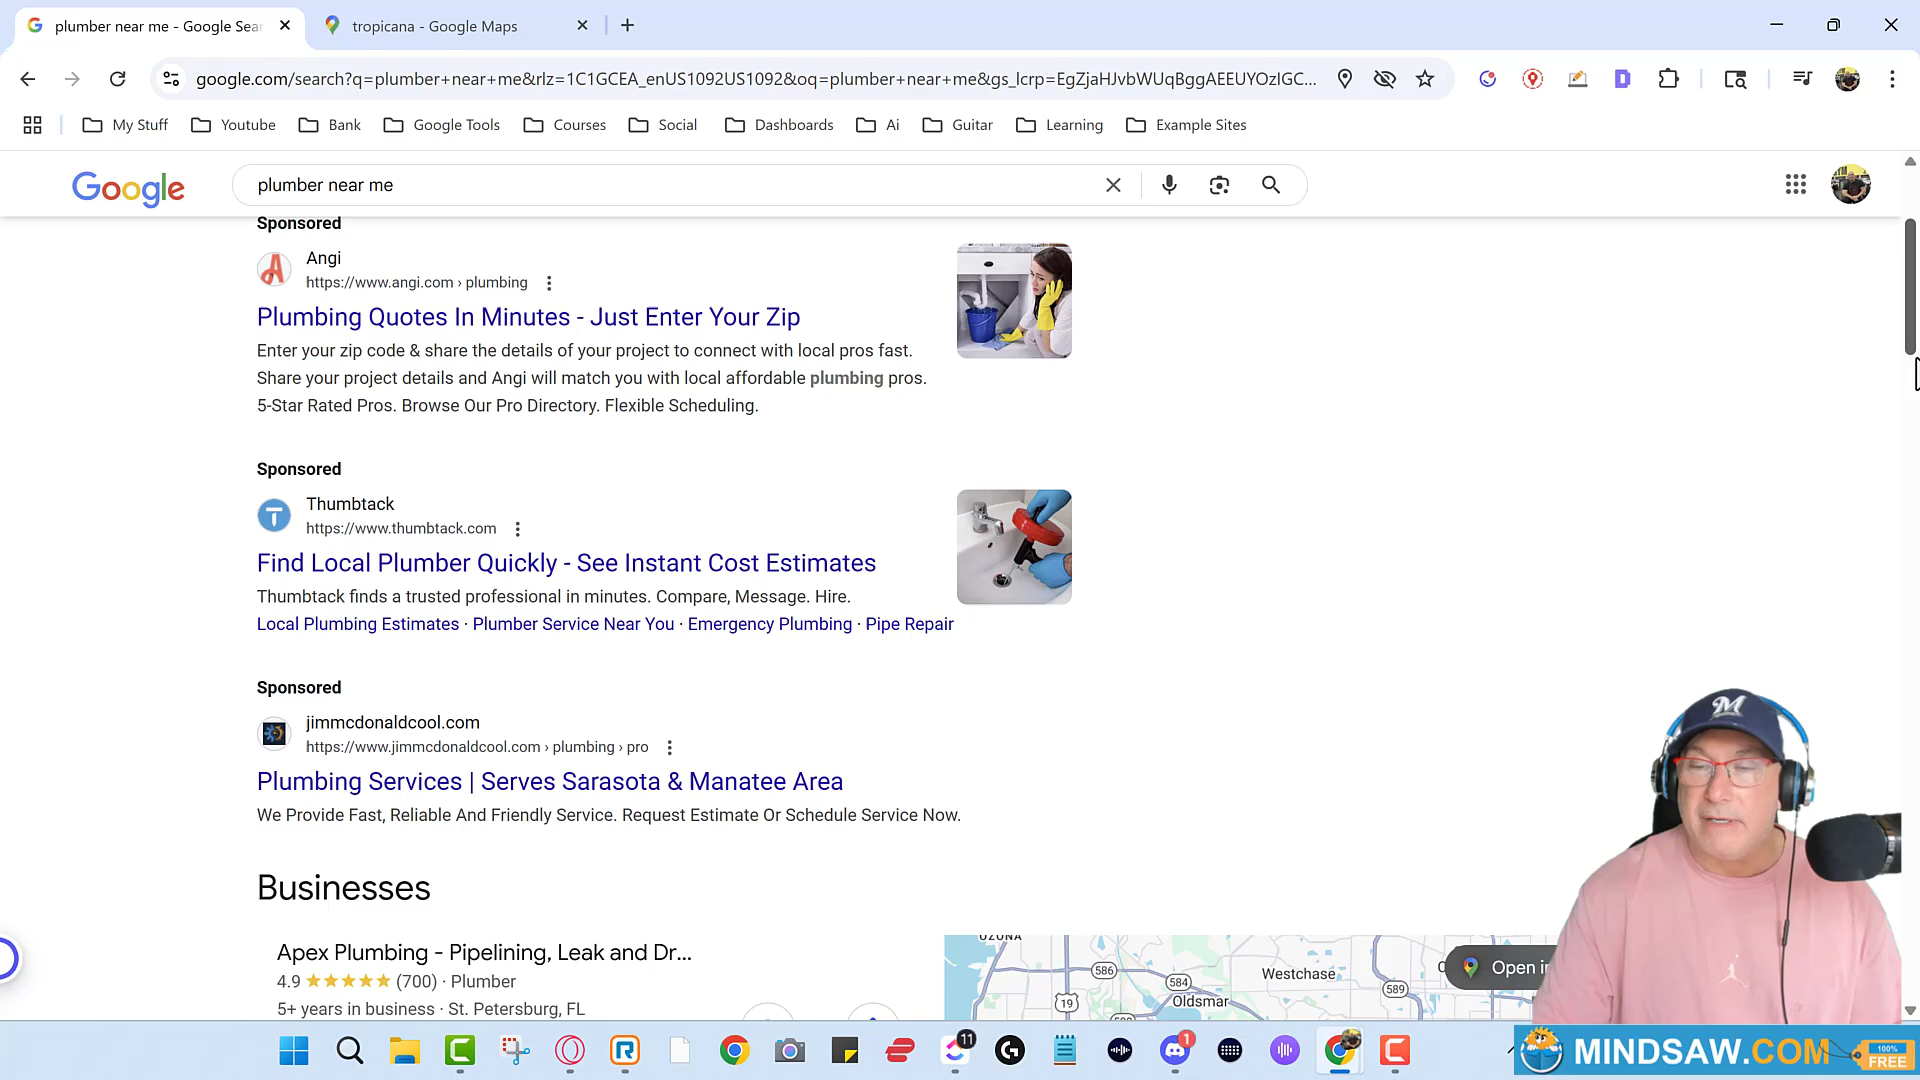 plumber near me - Google Sear
tropicana - Google Maps
google.com/search?q=plumber+near+me&rlz=1C1GCEA_enUS1092US1092&oq=plumber+near+me&gs_lcrp=EgZjaHJvbWUqBggAEEUYOzIGC...
My Stuff
Youtube
Bank
Google Tools
Courses
Social
Dashboards
Ai
Guitar
Learning
Example Sites
Google
plumber near me
Sponsored
Angi
https://www.angi.com › plumbing
Plumbing Quotes In Minutes - Just Enter Your Zip
Enter your zip code & share the details of your project to connect with local pros fast.
Share your project details and Angi will match you with local affordable plumbing pros.
5-Star Rated Pros. Browse Our Pro Directory. Flexible Scheduling.
Sponsored
Thumbtack
https://www.thumbtack.com
Find Local Plumber Quickly - See Instant Cost Estimates
Thumbtack finds a trusted professional in minutes. Compare, Message. Hire.
Local Plumbing Estimates · Plumber Service Near You · Emergency Plumbing · Pipe Repair
Sponsored
jimmcdonaldcool.com
https://www.jimmcdonaldcool.com › plumbing › pro
Plumbing Services | Serves Sarasota & Manatee Area
We Provide Fast, Reliable And Friendly Service. Request Estimate Or Schedule Service Now.
Businesses
Apex Plumbing - Pipelining, Leak and Dr...
4.9 (700) · Plumber
5+ years in business · St. Petersburg, FL
OZONA
586
584
Westchase
19
Oldsmar
589
Open in
M
11
1
MINDSAW.COM
100%
FREE